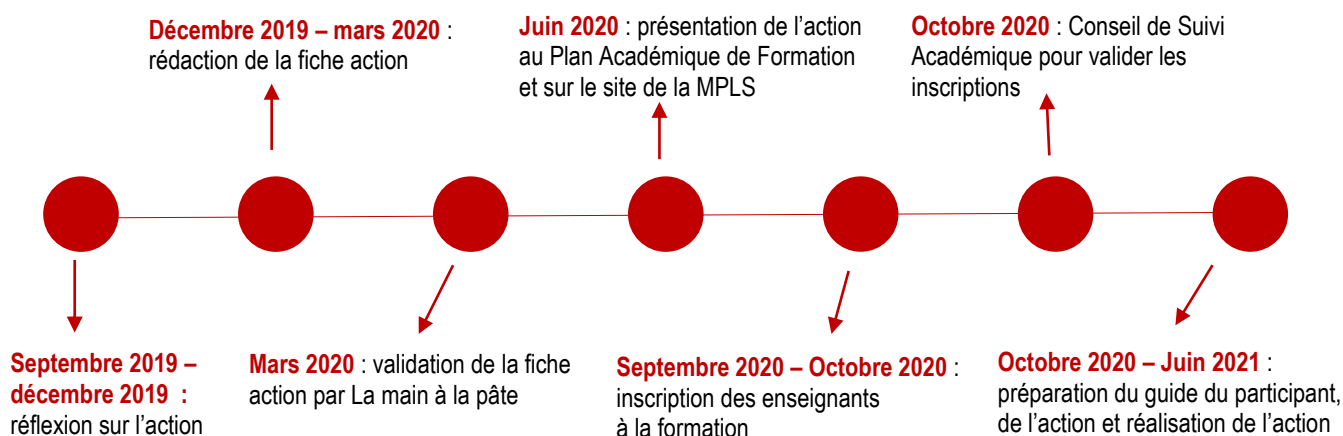 Décembre 2019 – mars 2020 :
rédaction de la fiche action
Juin 2020 : présentation de l’action
au Plan Académique de Formation
et sur le site de la MPLS
Octobre 2020 : Conseil de Suivi
Académique pour valider les
inscriptions
Septembre 2019 –
décembre 2019 :
réflexion sur l’action
Mars 2020 : validation de la fiche
action par La main à la pâte
Septembre 2020 – Octobre 2020 :
inscription des enseignants
à la formation
Octobre 2020 – Juin 2021 :
préparation du guide du participant,
de l’action et réalisation de l’action